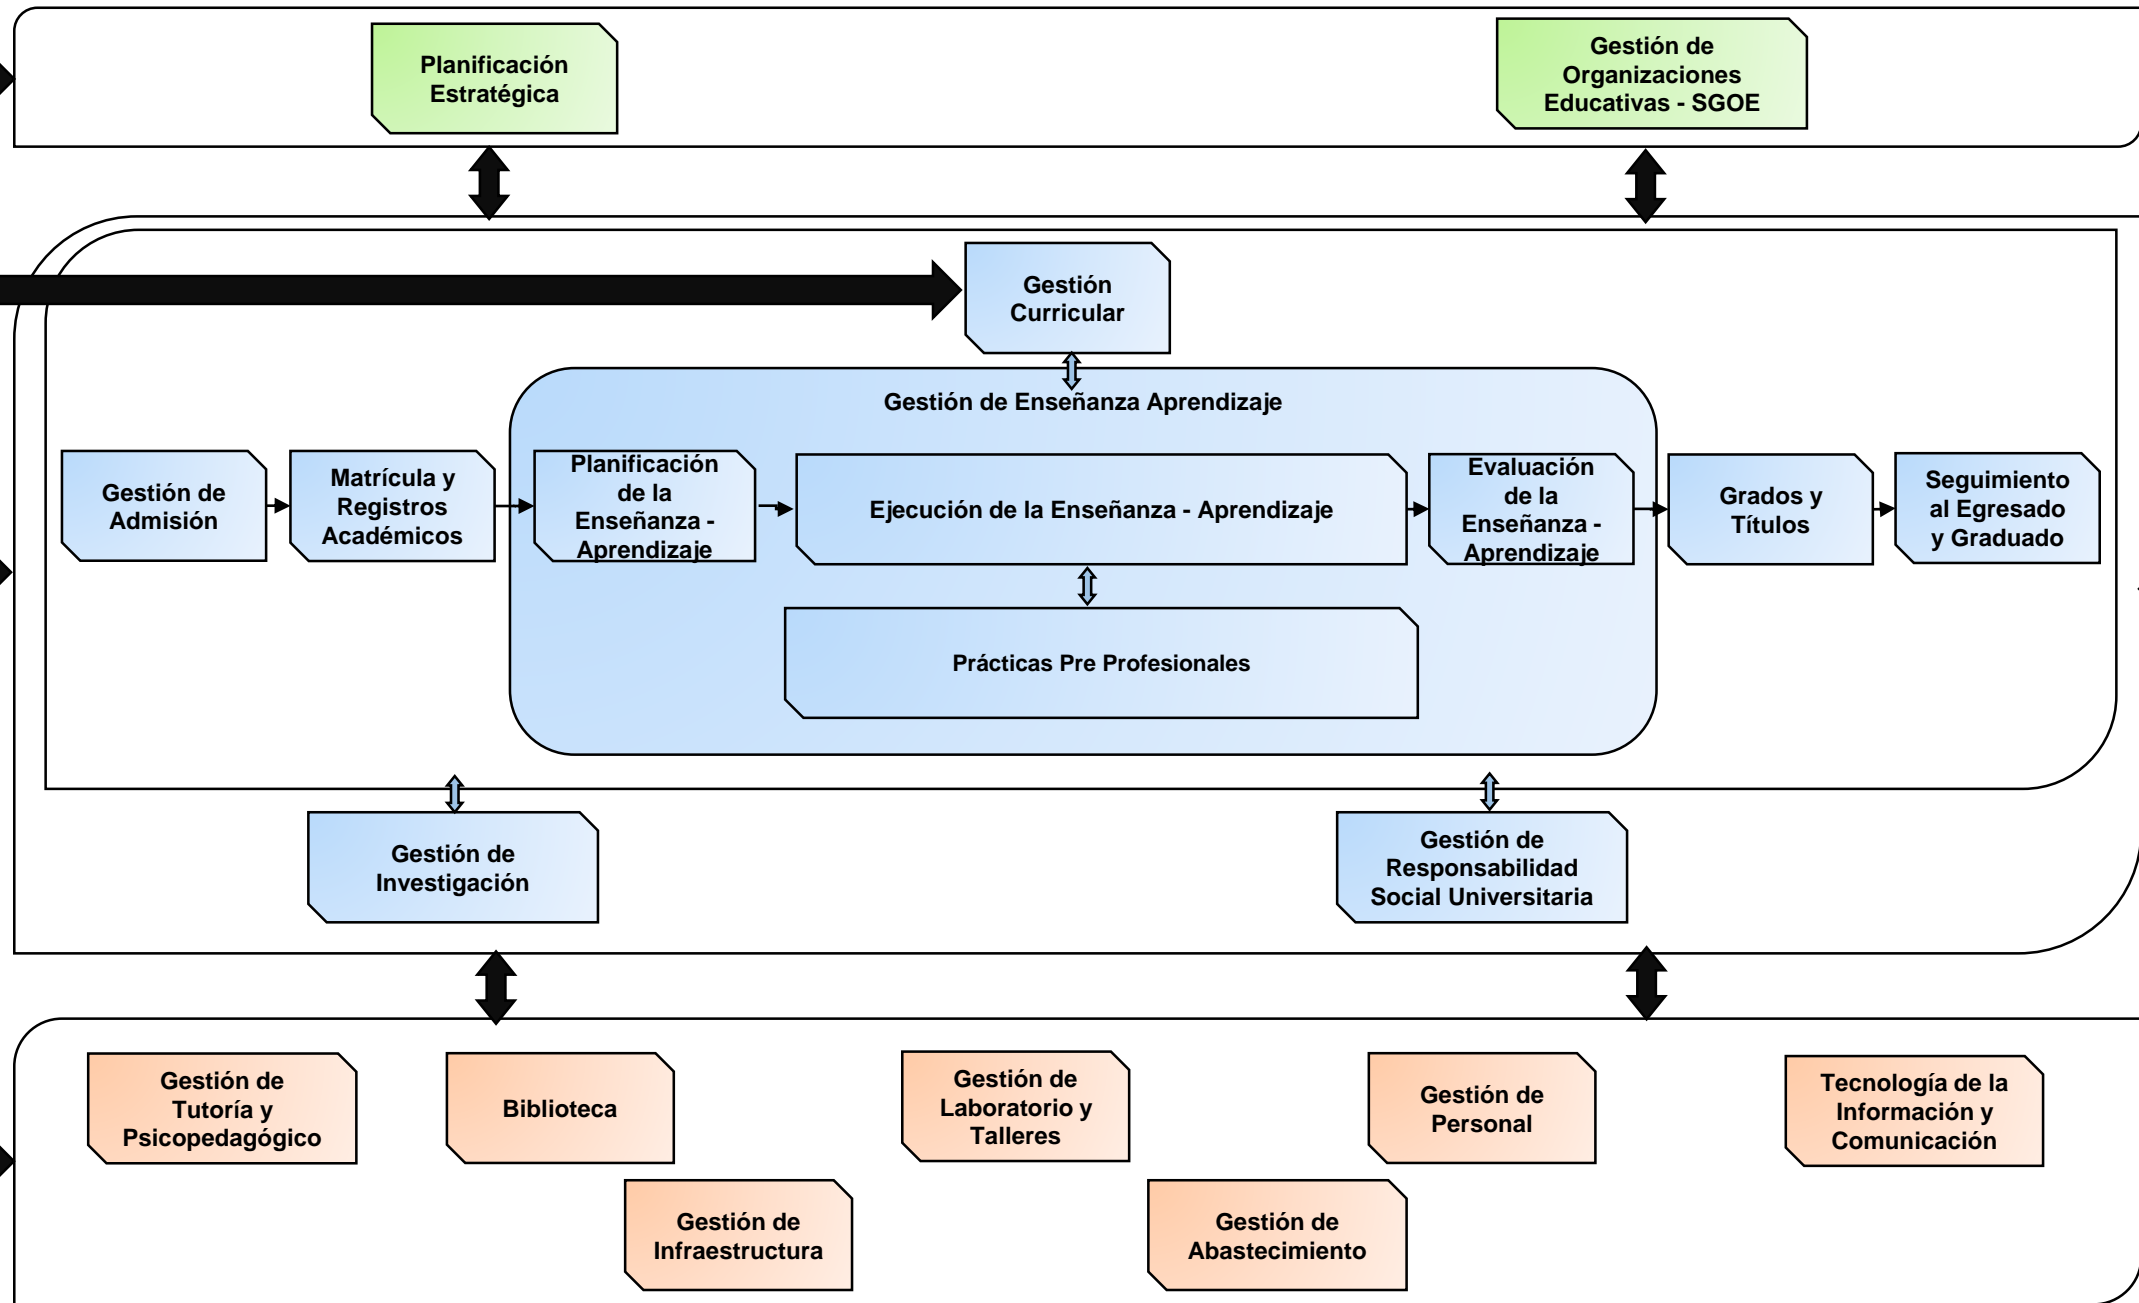 Planificación
Estratégica
Gestión de
Organizaciones
Educativas - SGOE
Gestión
Curricular
Gestión de Enseñanza Aprendizaje
Gestión de
Admisión
Matrícula y
Registros
Académicos
Planificación
de la
Enseñanza -
Aprendizaje
Ejecución de la Enseñanza - Aprendizaje
Evaluación
de la
Enseñanza -
Aprendizaje
Grados y
Títulos
Seguimiento
al Egresado
y Graduado
Prácticas Pre Profesionales
Gestión de
Investigación
Gestión de
Responsabilidad
Social Universitaria
Gestión de
Tutoría y
Psicopedagógico
Biblioteca
Gestión de
Laboratorio y
Talleres
Gestión de
Personal
Tecnología de la
Información y
Comunicación
Gestión de
Infraestructura
Gestión de
Abastecimiento